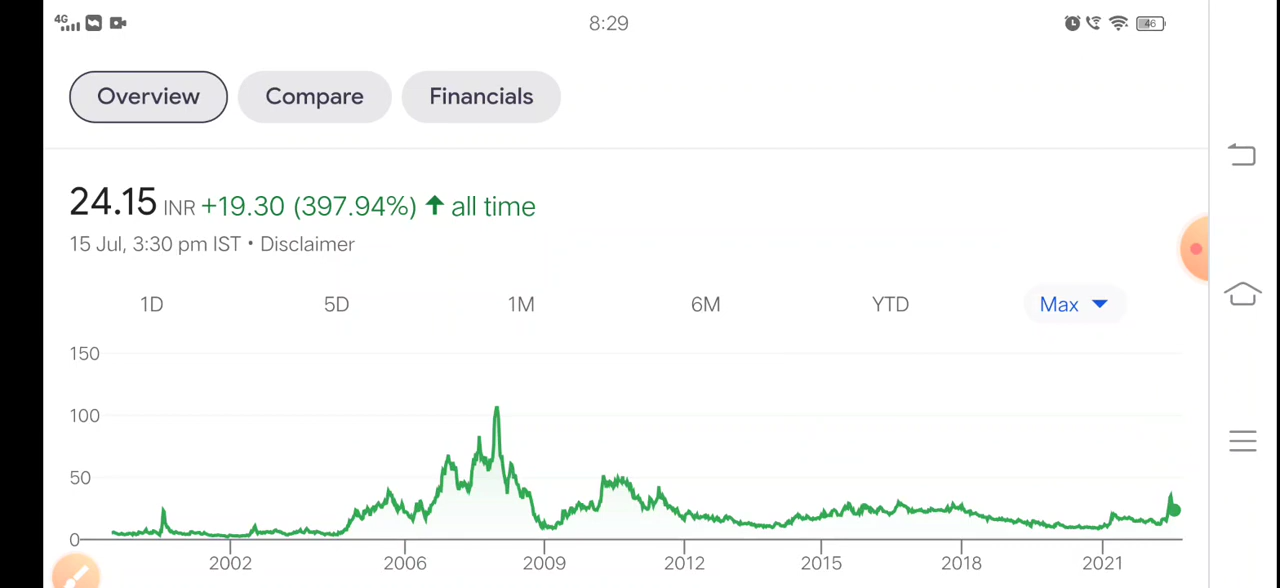 4G 8:29 46
Overview Compare Financials
24.15 INR +19.30 (397.94%) ↑ all time
15 Jul, 3:30 pm IST • Disclaimer
1D 5D 1M 6M YTD Max
150
100
50
0
2002 2006 2009 2012 2015 2018 2021